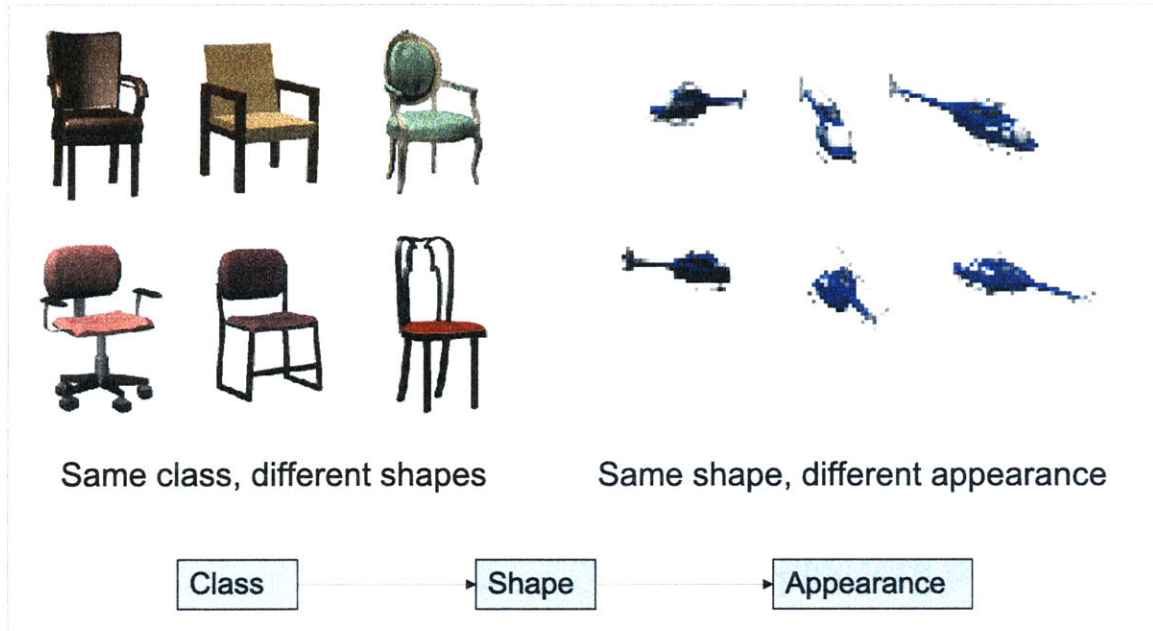 Same class, different shapes
Same shape, different appearance
Class
Shape
Appearance